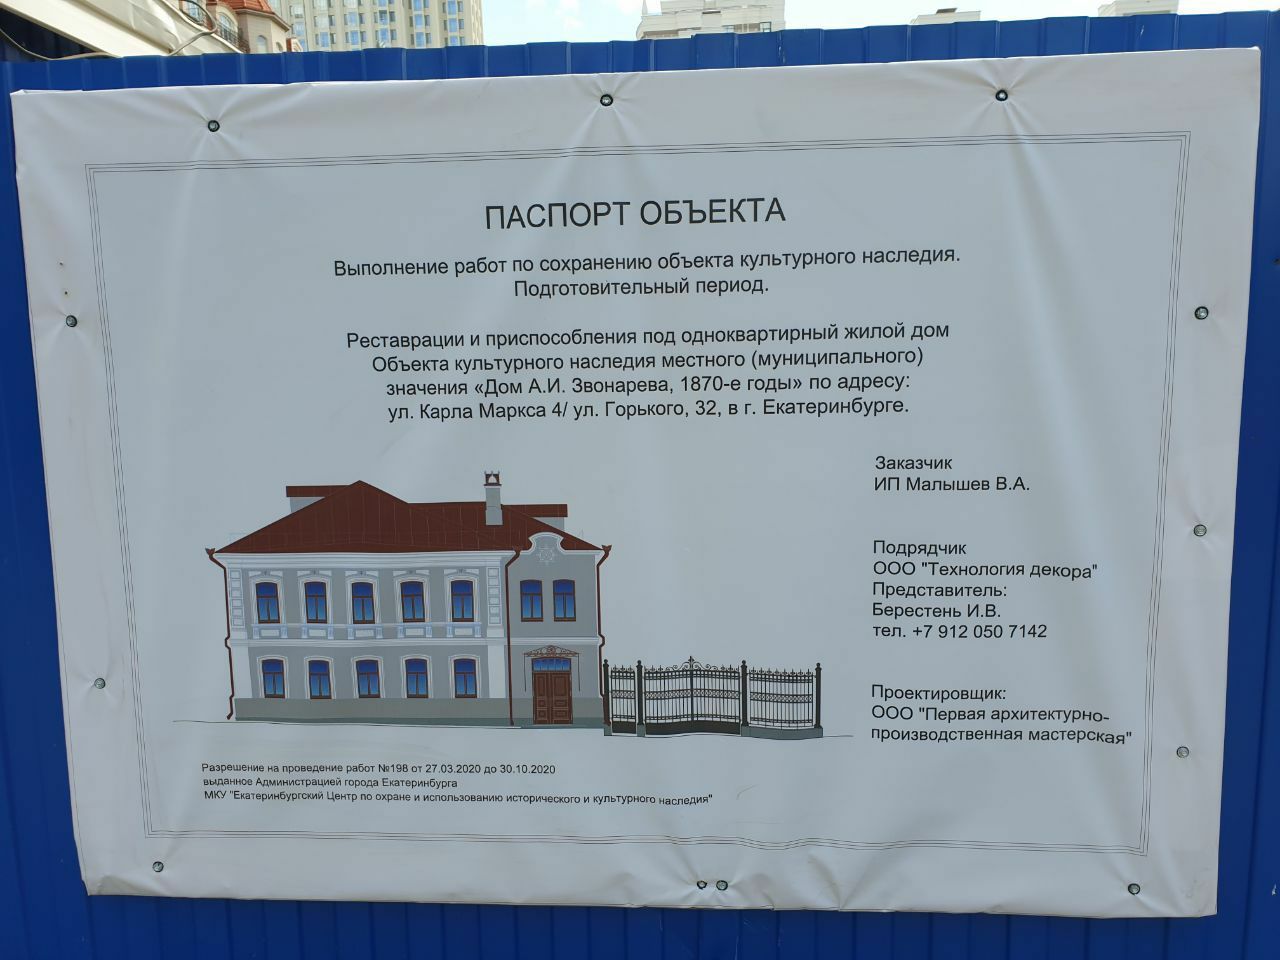 ПАСПОРТ ОБЪЕКТА
Выполнение работ по сохранению объекта культурного наследия.
Подготовительный период.
Реставрации и приспособления под одноквартирный жилой дом
Объекта культурного наследия местного (муниципального)
значения «Дом А.И. Звонарева, 1870-е годы» по адресу:
ул. Карла Маркса 4/ ул. Горького, 32, в г. Екатеринбурге.
Заказчик
ИП Малышев В.А.
Подрядчик
ООО "Технология декора"
Представитель:
Берестень И.В.
тел. +7 912 050 7142
Проектировщик:
ООО "Первая архитектурно-
производственная мастерская"
Разрешение на проведение работ №198 от 27.03.2020 до 30.10.2020
выданное Администрацией города Екатеринбурга
МКУ "Екатеринбургский Центр по охране и использованию исторического и культурного наследия"